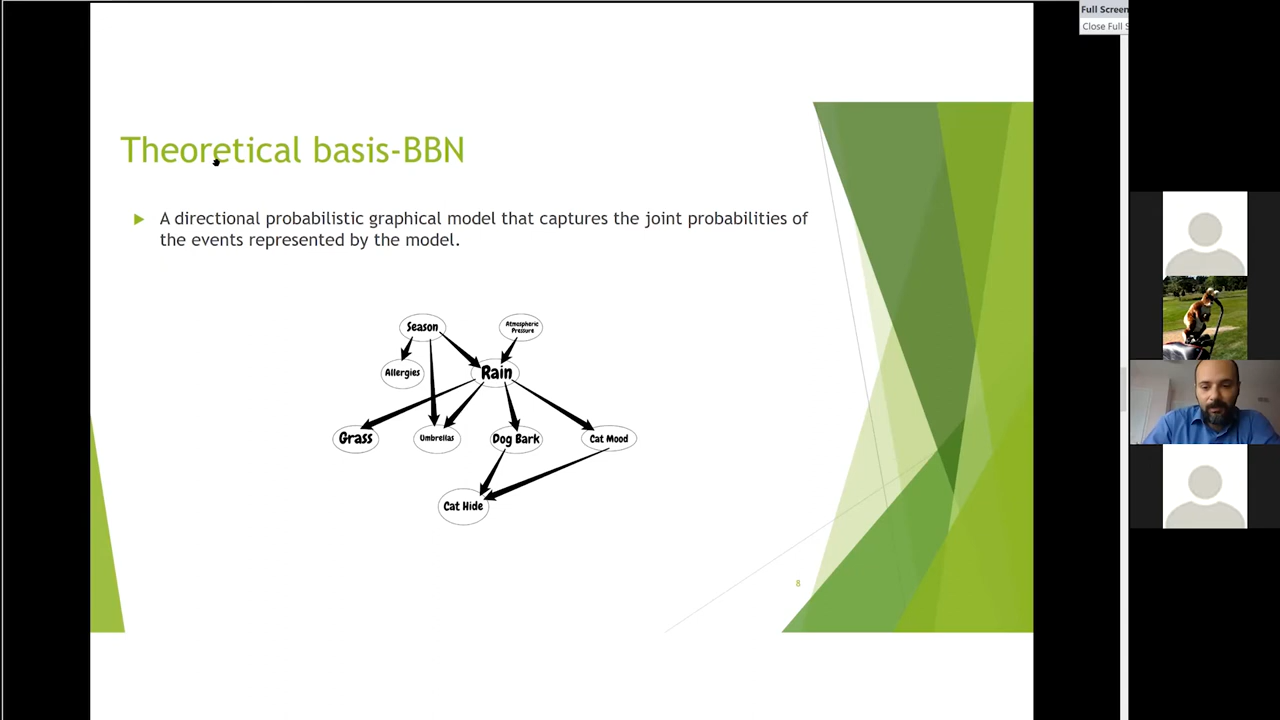 Full Screen
Close Full S
Theoretical basis-BBN
A directional probabilistic graphical model that captures the joint probabilities of
the events represented by the model.
Season
Atmospheric
Pressure
Allergies
Rain
Grass
Umbrellas
Dog Bark
Cat Mood
Cat Hide
8